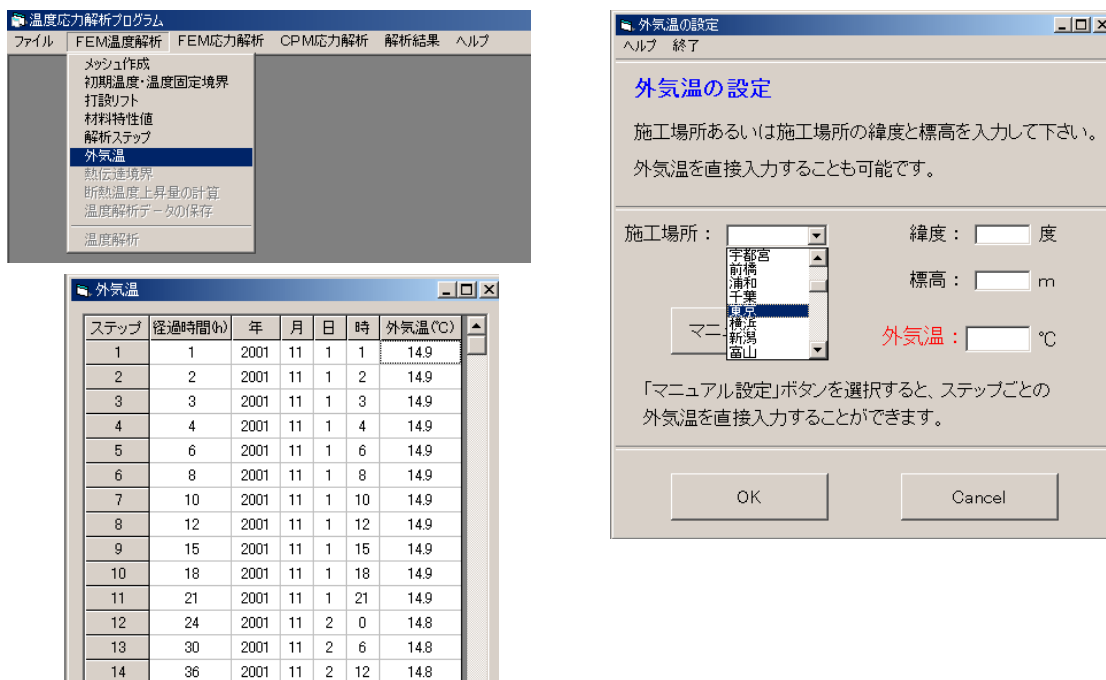 温度応力解析プログラム
ファイル FEM温度解析 FEM応力解析 CPM応力解析 解析結果 ヘルプ
メッシュ作成
初期温度・温度固定境界
打設リフト
材料特性値
解析ステップ
外気温
熱伝達境界
断熱温度上昇量の計算
温度解析データの保存
温度解析
外気温
ステップ 経過時間(h) 年 月 日 時 外気温(℃)
1 1 2001 11 1 1 14.9
2 2 2001 11 1 2 14.9
3 3 2001 11 1 3 14.9
4 4 2001 11 1 4 14.9
5 6 2001 11 1 6 14.9
6 8 2001 11 1 8 14.9
7 10 2001 11 1 10 14.9
8 12 2001 11 1 12 14.9
9 15 2001 11 1 15 14.9
10 18 2001 11 1 18 14.9
11 21 2001 11 1 21 14.9
12 24 2001 11 2 0 14.8
13 30 2001 11 2 6 14.8
14 36 2001 11 2 12 14.8
外気温の設定
ヘルプ 終了
外気温の設定
施工場所あるいは施工場所の緯度と標高を入力して下さい。
外気温を直接入力することも可能です。
施工場所： 緯度： 度
宇都宮
前橋
浦和
千葉
東京
横浜
新潟
富山
標高： m
マニュ
外気温： ℃
「マニュアル設定」ボタンを選択すると、ステップごとの
外気温を直接入力することができます。
OK Cancel